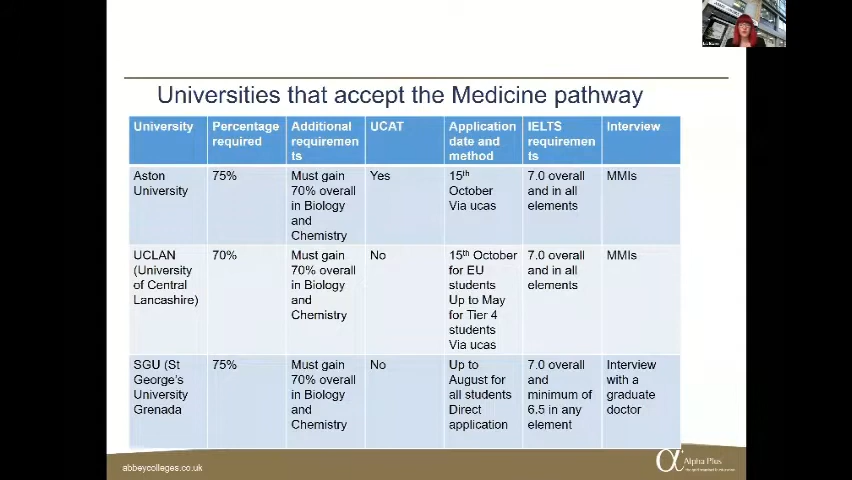 Universities that accept the Medicine pathway
University
Percentage
required
Additional
requiremen
ts
UCAT
Application
date and
method
IELTS
requiremen
ts
Interview
Aston
University
75%
Must gain
70% overall
in Biology
and
Chemistry
Yes
15th
October
Via ucas
7.0 overall
and in all
elements
MMIs
UCLAN
(University
of Central
Lancashire)
70%
Must gain
70% overall
in Biology
and
Chemistry
No
15th October
for EU
students
Up to May
for Tier 4
students
Via ucas
7.0 overall
and in all
elements
MMIs
SGU (St
George's
University
Grenada
75%
Must gain
70% overall
in Biology
and
Chemistry
No
Up to
August for
all students
Direct
application
7.0 overall
and
minimum of
6.5 in any
element
Interview
with a
graduate
doctor
abbeycolleges.co.uk
Alpha Plus